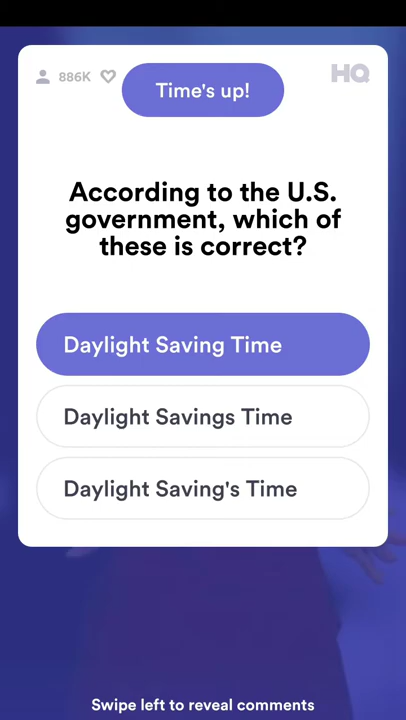 886K
Time's up!
HQ
According to the U.S.
government, which of
these is correct?
Daylight Saving Time
Daylight Savings Time
Daylight Saving's Time
Swipe left to reveal comments